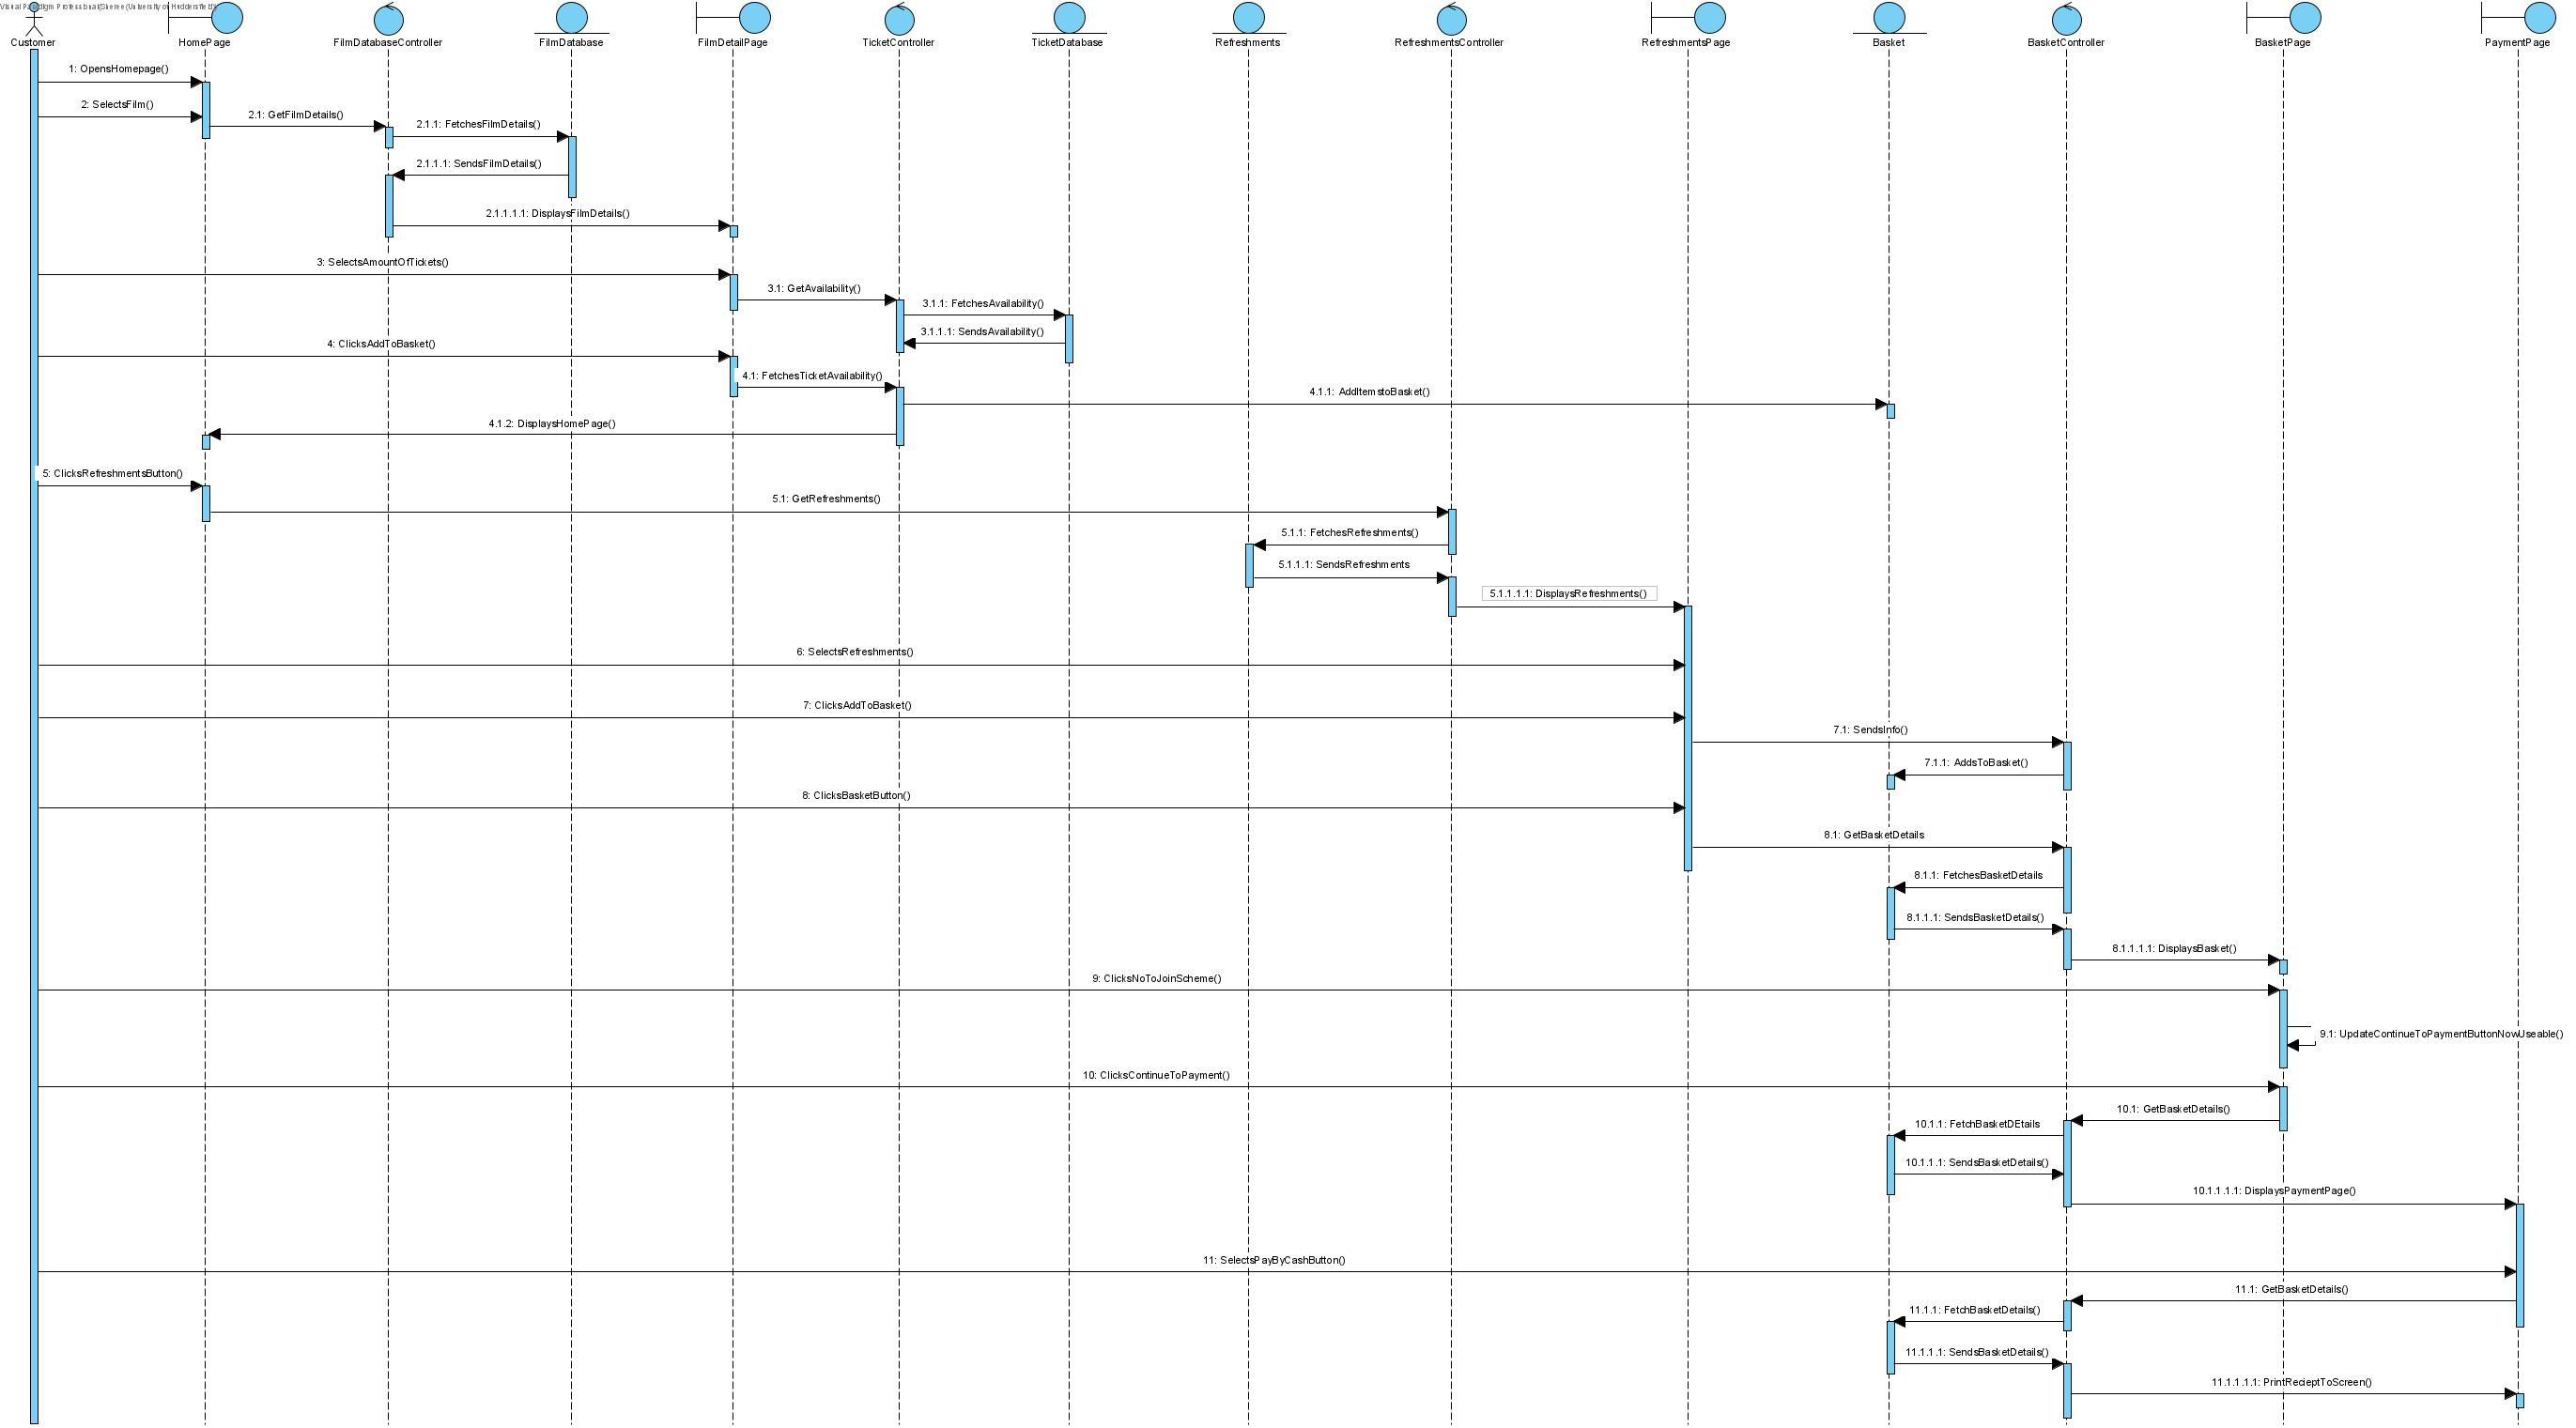 Visual Paradigm Professional(Sheree(University of Huddersfield))
Customer
HomePage
FilmDatabaseController
FilmDatabase
FilmDetailPage
TicketController
TicketDatabase
Refreshments
RefreshmentsController
RefreshmentsPage
Basket
BasketController
BasketPage
PaymentPage
1: OpensHomepage()
2: SelectsFilm()
2.1: GetFilmDetails()
2.1.1: FetchesFilmDetails()
2.1.1.1: SendsFilmDetails()
2.1.1.1.1: DisplaysFilmDetails()
3: SelectsAmountOfTickets()
3.1: GetAvailability()
3.1.1: FetchesAvailability()
3.1.1.1: SendsAvailability()
4: ClicksAddToBasket()
4.1: FetchesTicketAvailability()
4.1.1: AddItemstoBasket()
4.1.2: DisplaysHomePage()
5: ClicksRefreshmentsButton()
5.1: GetRefreshments()
5.1.1: FetchesRefreshments()
5.1.1.1: SendsRefreshments
5.1.1.1.1: DisplaysRefreshments()
6: SelectsRefreshments()
7: ClicksAddToBasket()
7.1: SendsInfo()
7.1.1: AddsToBasket()
8: ClicksBasketButton()
8.1: GetBasketDetails
8.1.1: FetchesBasketDetails
8.1.1.1: SendsBasketDetails()
8.1.1.1.1: DisplaysBasket()
9: ClicksNoToJoinScheme()
9.1: UpdateContinueToPaymentButtonNowUseable()
10: ClicksContinueToPayment()
10.1: GetBasketDetails()
10.1.1: FetchBasketDEtails
10.1.1.1: SendsBasketDetails()
10.1.1.1.1: DisplaysPaymentPage()
11: SelectsPayByCashButton()
11.1: GetBasketDetails()
11.1.1: FetchBasketDetails()
11.1.1.1: SendsBasketDetails()
11.1.1.1.1: PrintRecieptToScreen()